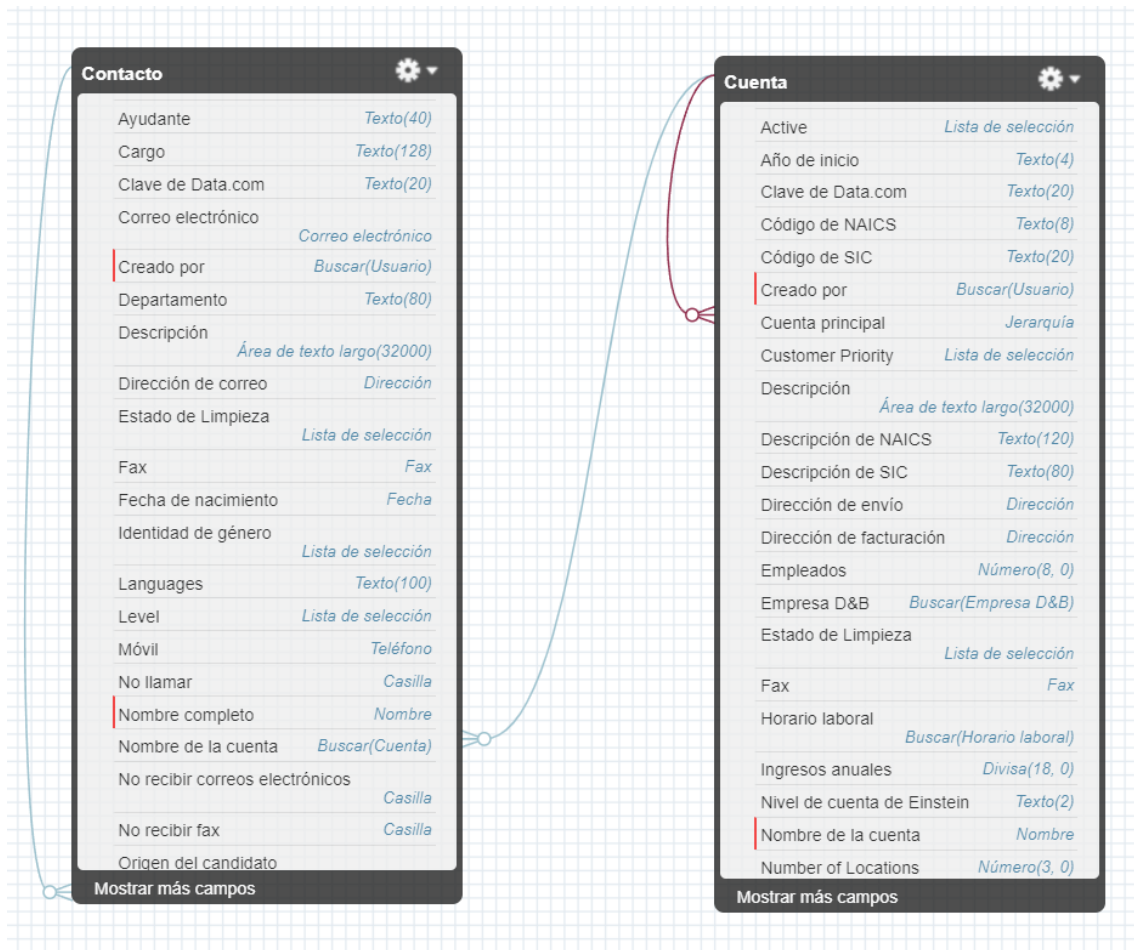 Contacto
Ayudante Texto(40)
Cargo Texto(128)
Clave de Data.com Texto(20)
Correo electrónico
Correo electrónico
Creado por Buscar(Usuario)
Departamento Texto(80)
Descripción
Área de texto largo(32000)
Dirección de correo Dirección
Estado de Limpieza
Lista de selección
Fax Fax
Fecha de nacimiento Fecha
Identidad de género
Lista de selección
Languages Texto(100)
Level Lista de selección
Móvil Teléfono
No llamar Casilla
Nombre completo Nombre
Nombre de la cuenta Buscar(Cuenta)
No recibir correos electrónicos
Casilla
No recibir fax Casilla
Origen del candidato
Mostrar más campos
Cuenta
Active Lista de selección
Año de inicio Texto(4)
Clave de Data.com Texto(20)
Código de NAICS Texto(8)
Código de SIC Texto(20)
Creado por Buscar(Usuario)
Cuenta principal Jerarquía
Customer Priority Lista de selección
Descripción
Área de texto largo(32000)
Descripción de NAICS Texto(120)
Descripción de SIC Texto(80)
Dirección de envío Dirección
Dirección de facturación Dirección
Empleados Número(8, 0)
Empresa D&B Buscar(Empresa D&B)
Estado de Limpieza
Lista de selección
Fax Fax
Horario laboral
Buscar(Horario laboral)
Ingresos anuales Divisa(18, 0)
Nivel de cuenta de Einstein Texto(2)
Nombre de la cuenta Nombre
Number of Locations Número(3, 0)
Mostrar más campos